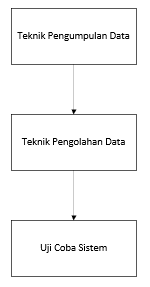 Teknik Pengumpulan Data
Teknik Pengolahan Data
Uji Coba Sistem